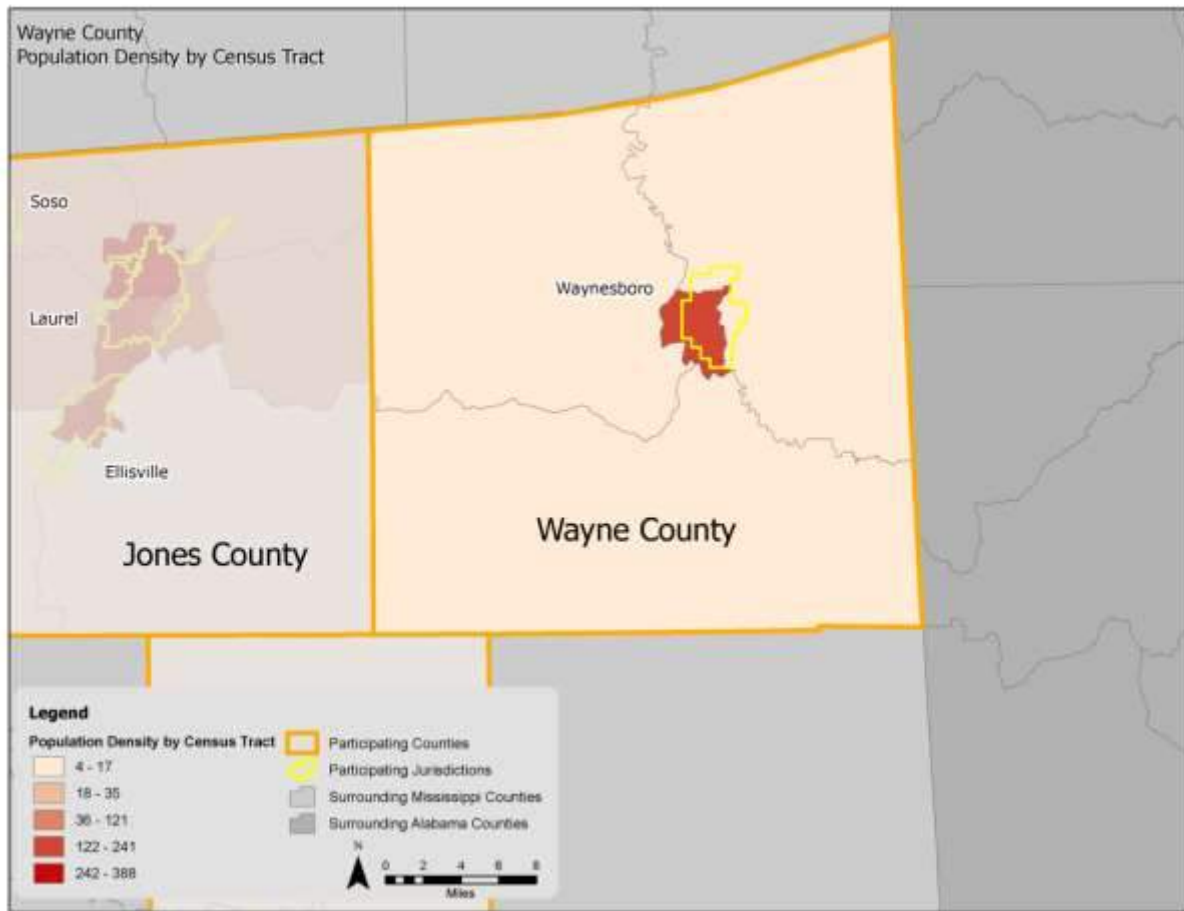 Wayne County
Population Density by Census Tract
Soso
Laurel
Ellisville
Jones County
Waynesboro
Wayne County
Legend
Population Density by Census Tract
4 - 17
18 - 35
36 - 121
122 - 241
242 - 388
Participating Counties
Participating Jurisdictions
Surrounding Mississippi Counties
Surrounding Alabama Counties
N
0 2 4 6 8
Miles